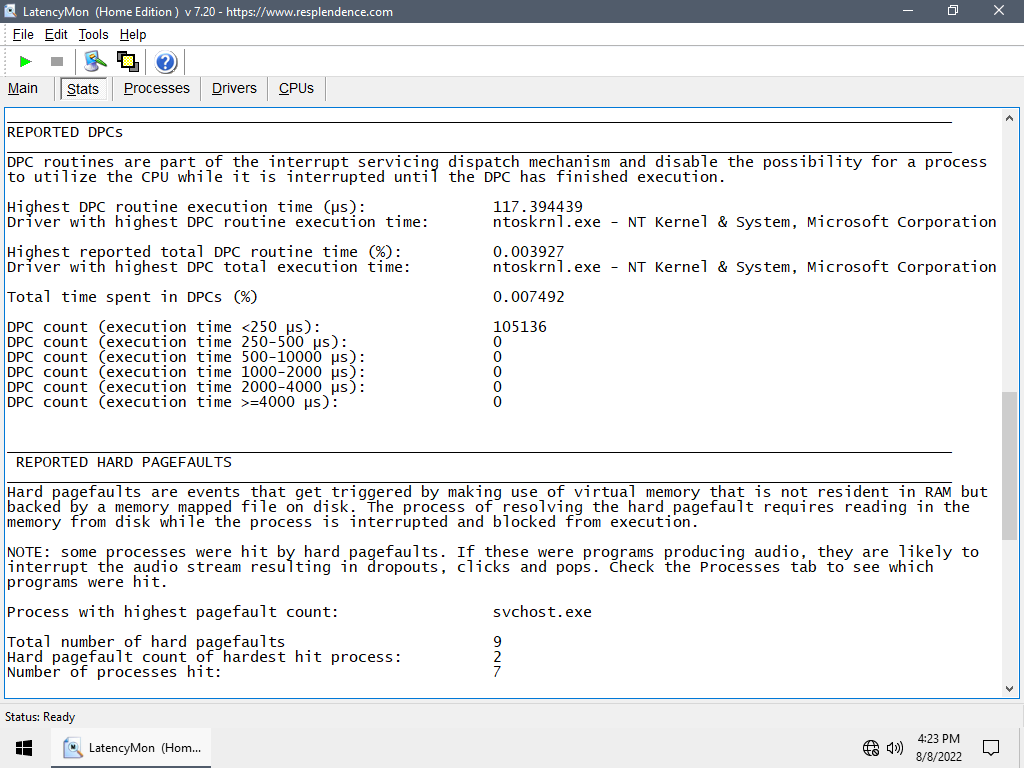 LatencyMon (Home Edition ) v 7.20 - https://www.resplendence.com
File Edit Tools Help
Main Stats Processes Drivers CPUs
REPORTED DPCs
DPC routines are part of the interrupt servicing dispatch mechanism and disable the possibility for a process
to utilize the CPU while it is interrupted until the DPC has finished execution.
Highest DPC routine execution time (µs): 117.394439
Driver with highest DPC routine execution time: ntoskrnl.exe - NT Kernel & System, Microsoft Corporation
Highest reported total DPC routine time (%): 0.003927
Driver with highest DPC total execution time: ntoskrnl.exe - NT Kernel & System, Microsoft Corporation
Total time spent in DPCs (%) 0.007492
DPC count (execution time <250 µs): 105136
DPC count (execution time 250-500 µs): 0
DPC count (execution time 500-10000 µs): 0
DPC count (execution time 1000-2000 µs): 0
DPC count (execution time 2000-4000 µs): 0
DPC count (execution time >=4000 µs): 0
REPORTED HARD PAGEFAULTS
Hard pagefaults are events that get triggered by making use of virtual memory that is not resident in RAM but
backed by a memory mapped file on disk. The process of resolving the hard pagefault requires reading in the
memory from disk while the process is interrupted and blocked from execution.
NOTE: some processes were hit by hard pagefaults. If these were programs producing audio, they are likely to
interrupt the audio stream resulting in dropouts, clicks and pops. Check the Processes tab to see which
programs were hit.
Process with highest pagefault count: svchost.exe
Total number of hard pagefaults 9
Hard pagefault count of hardest hit process: 2
Number of processes hit: 7
Status: Ready
LatencyMon (Hom...
4:23 PM
8/8/2022